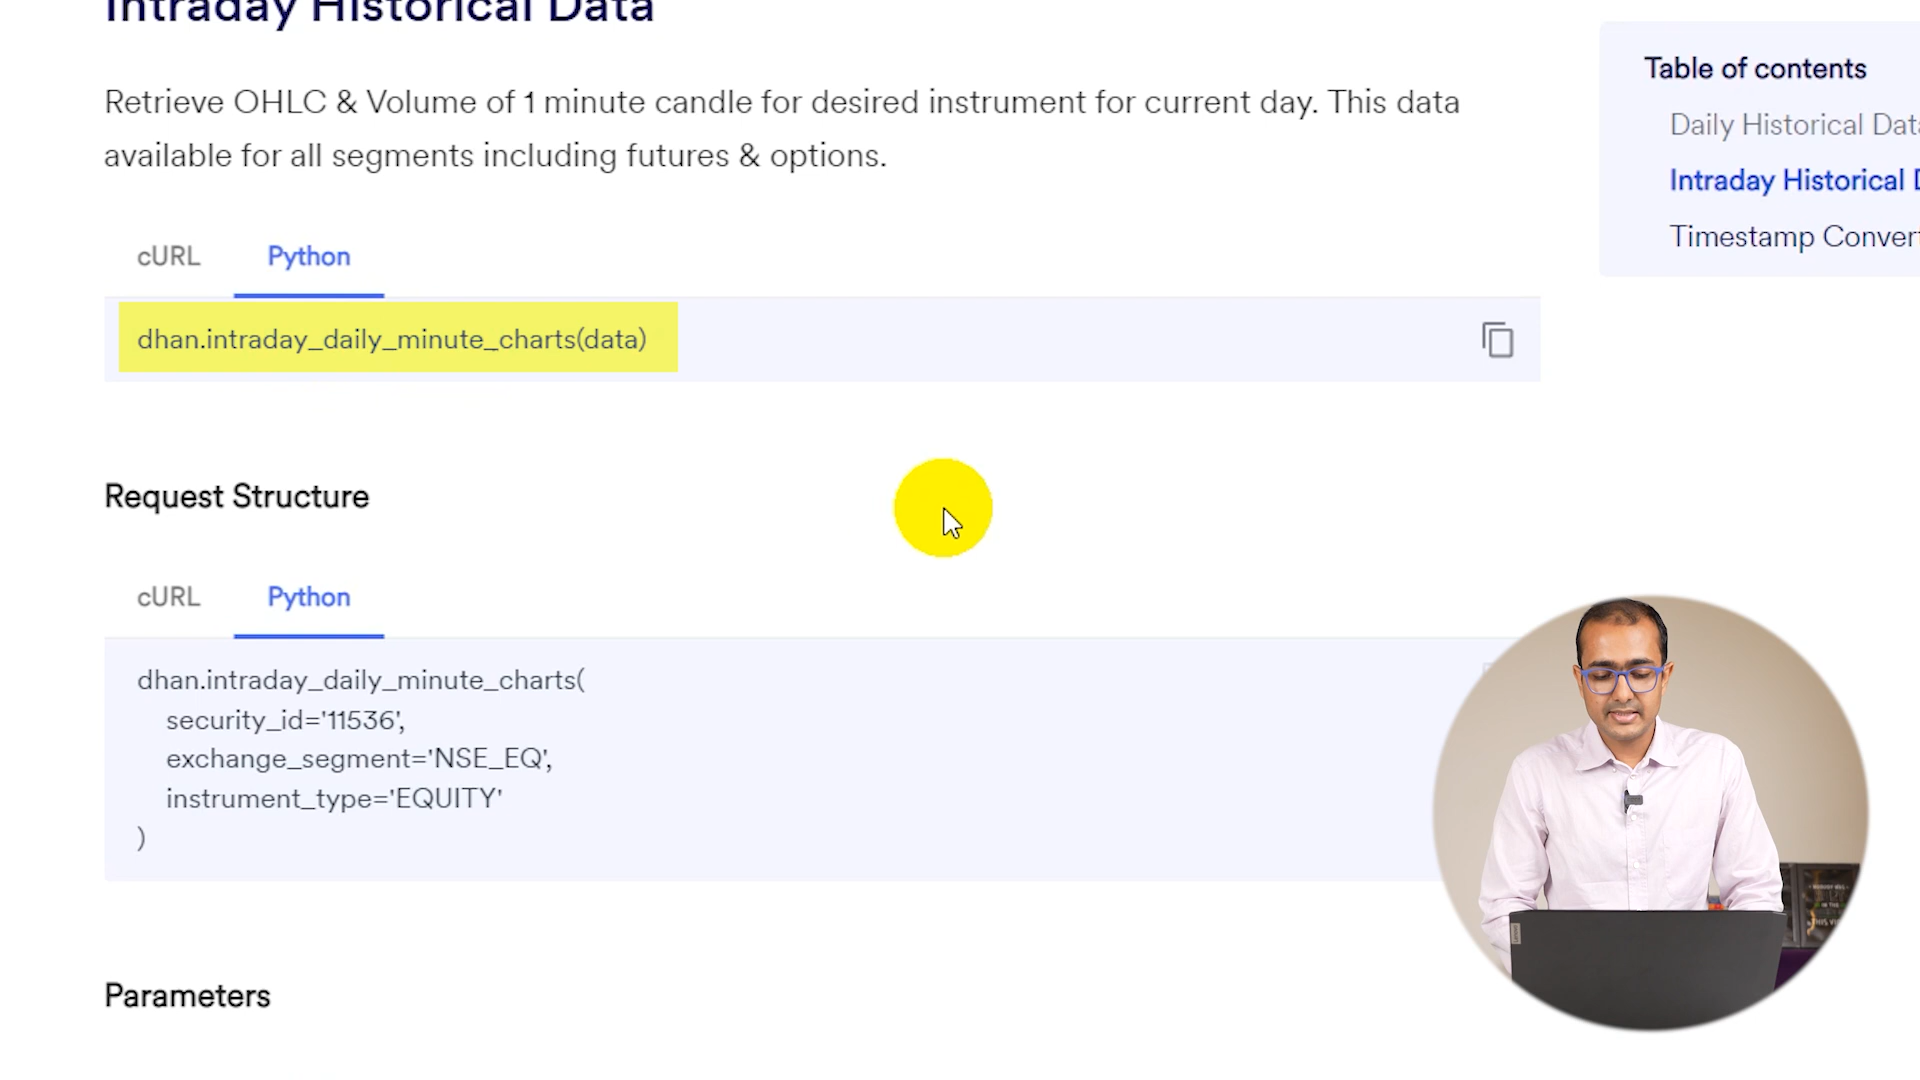 Intraday Historical Data
Retrieve OHLC & Volume of 1 minute candle for desired instrument for current day. This data
available for all segments including futures & options.
cURL
Python
dhan.intraday_daily_minute_charts(data)
Request Structure
cURL
Python
dhan.intraday_daily_minute_charts(
security_id='11536',
exchange_segment='NSE_EQ',
instrument_type='EQUITY'
)
Parameters
Table of contents
Daily Historical Dat
Intraday Historical D
Timestamp Convert